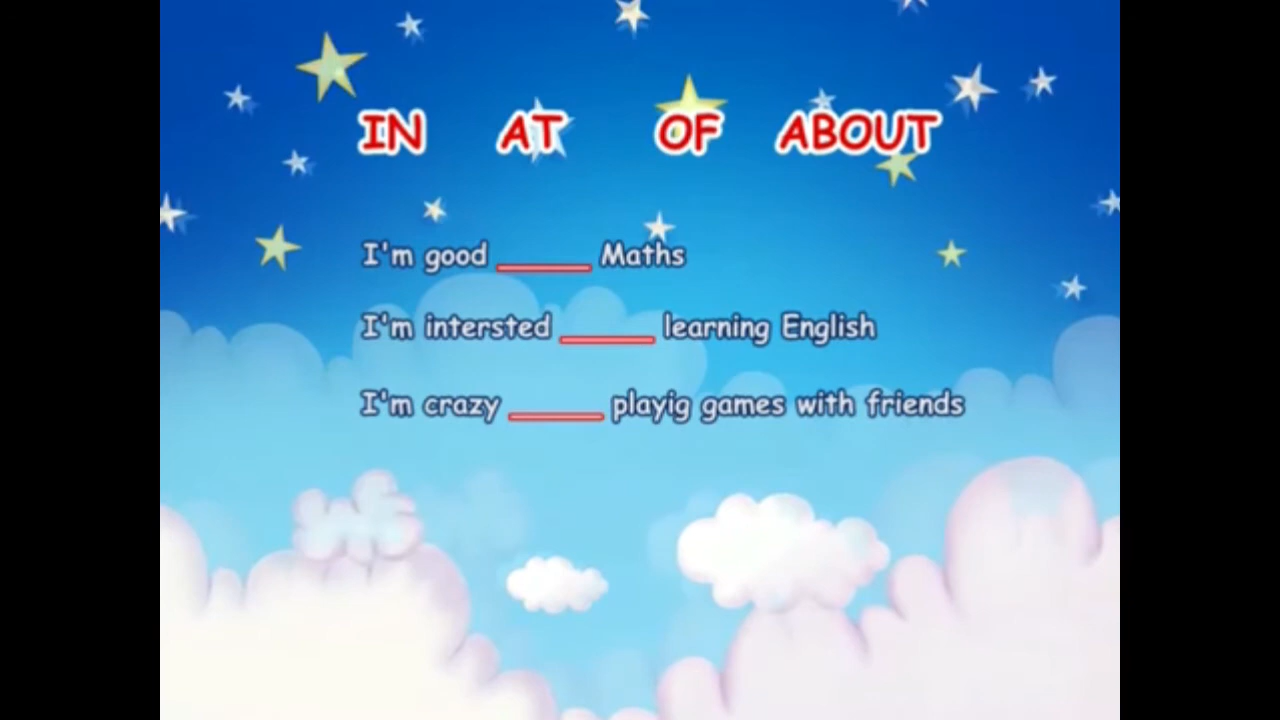 IN AT OF ABOUT
I'm good ______ Maths
I'm intersted ______ learning English
I'm crazy ______ playig games with friends